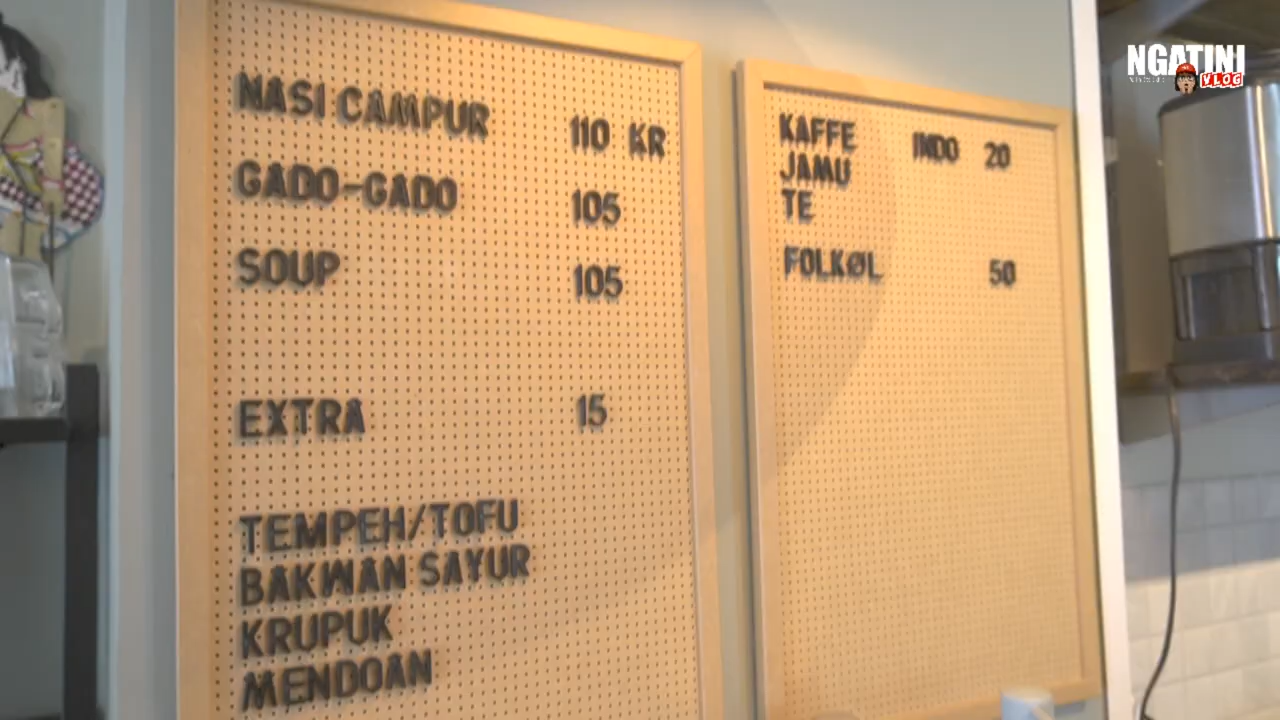 NASI CAMPUR 110 KR
GADO-GADO 105
SOUP 105
EXTRA 15
TEMPEH/TOFU
BAKWAN SAYUR
KRUPUK
MENDOAN
KAFFE INDO 20
JAMU
TE
FOLKØL 50
NGATINI
VLOG